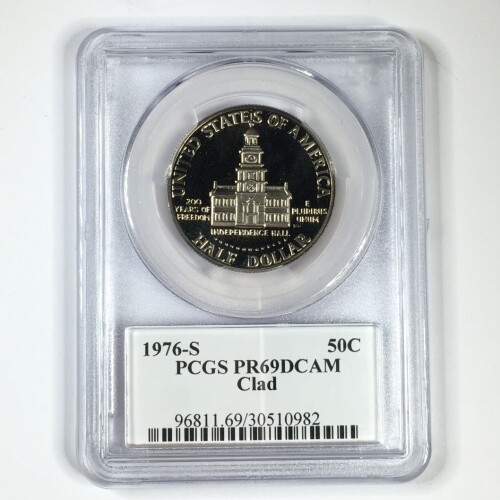 UNITED STATES OF AMERICA
200
YEARS OF
FREEDOM
E
PLURIBUS
UNUM
INDEPENDENCE HALL
HALF DOLLAR
1976-S 50C
PCGS PR69DCAM
Clad
96811.69/30510982